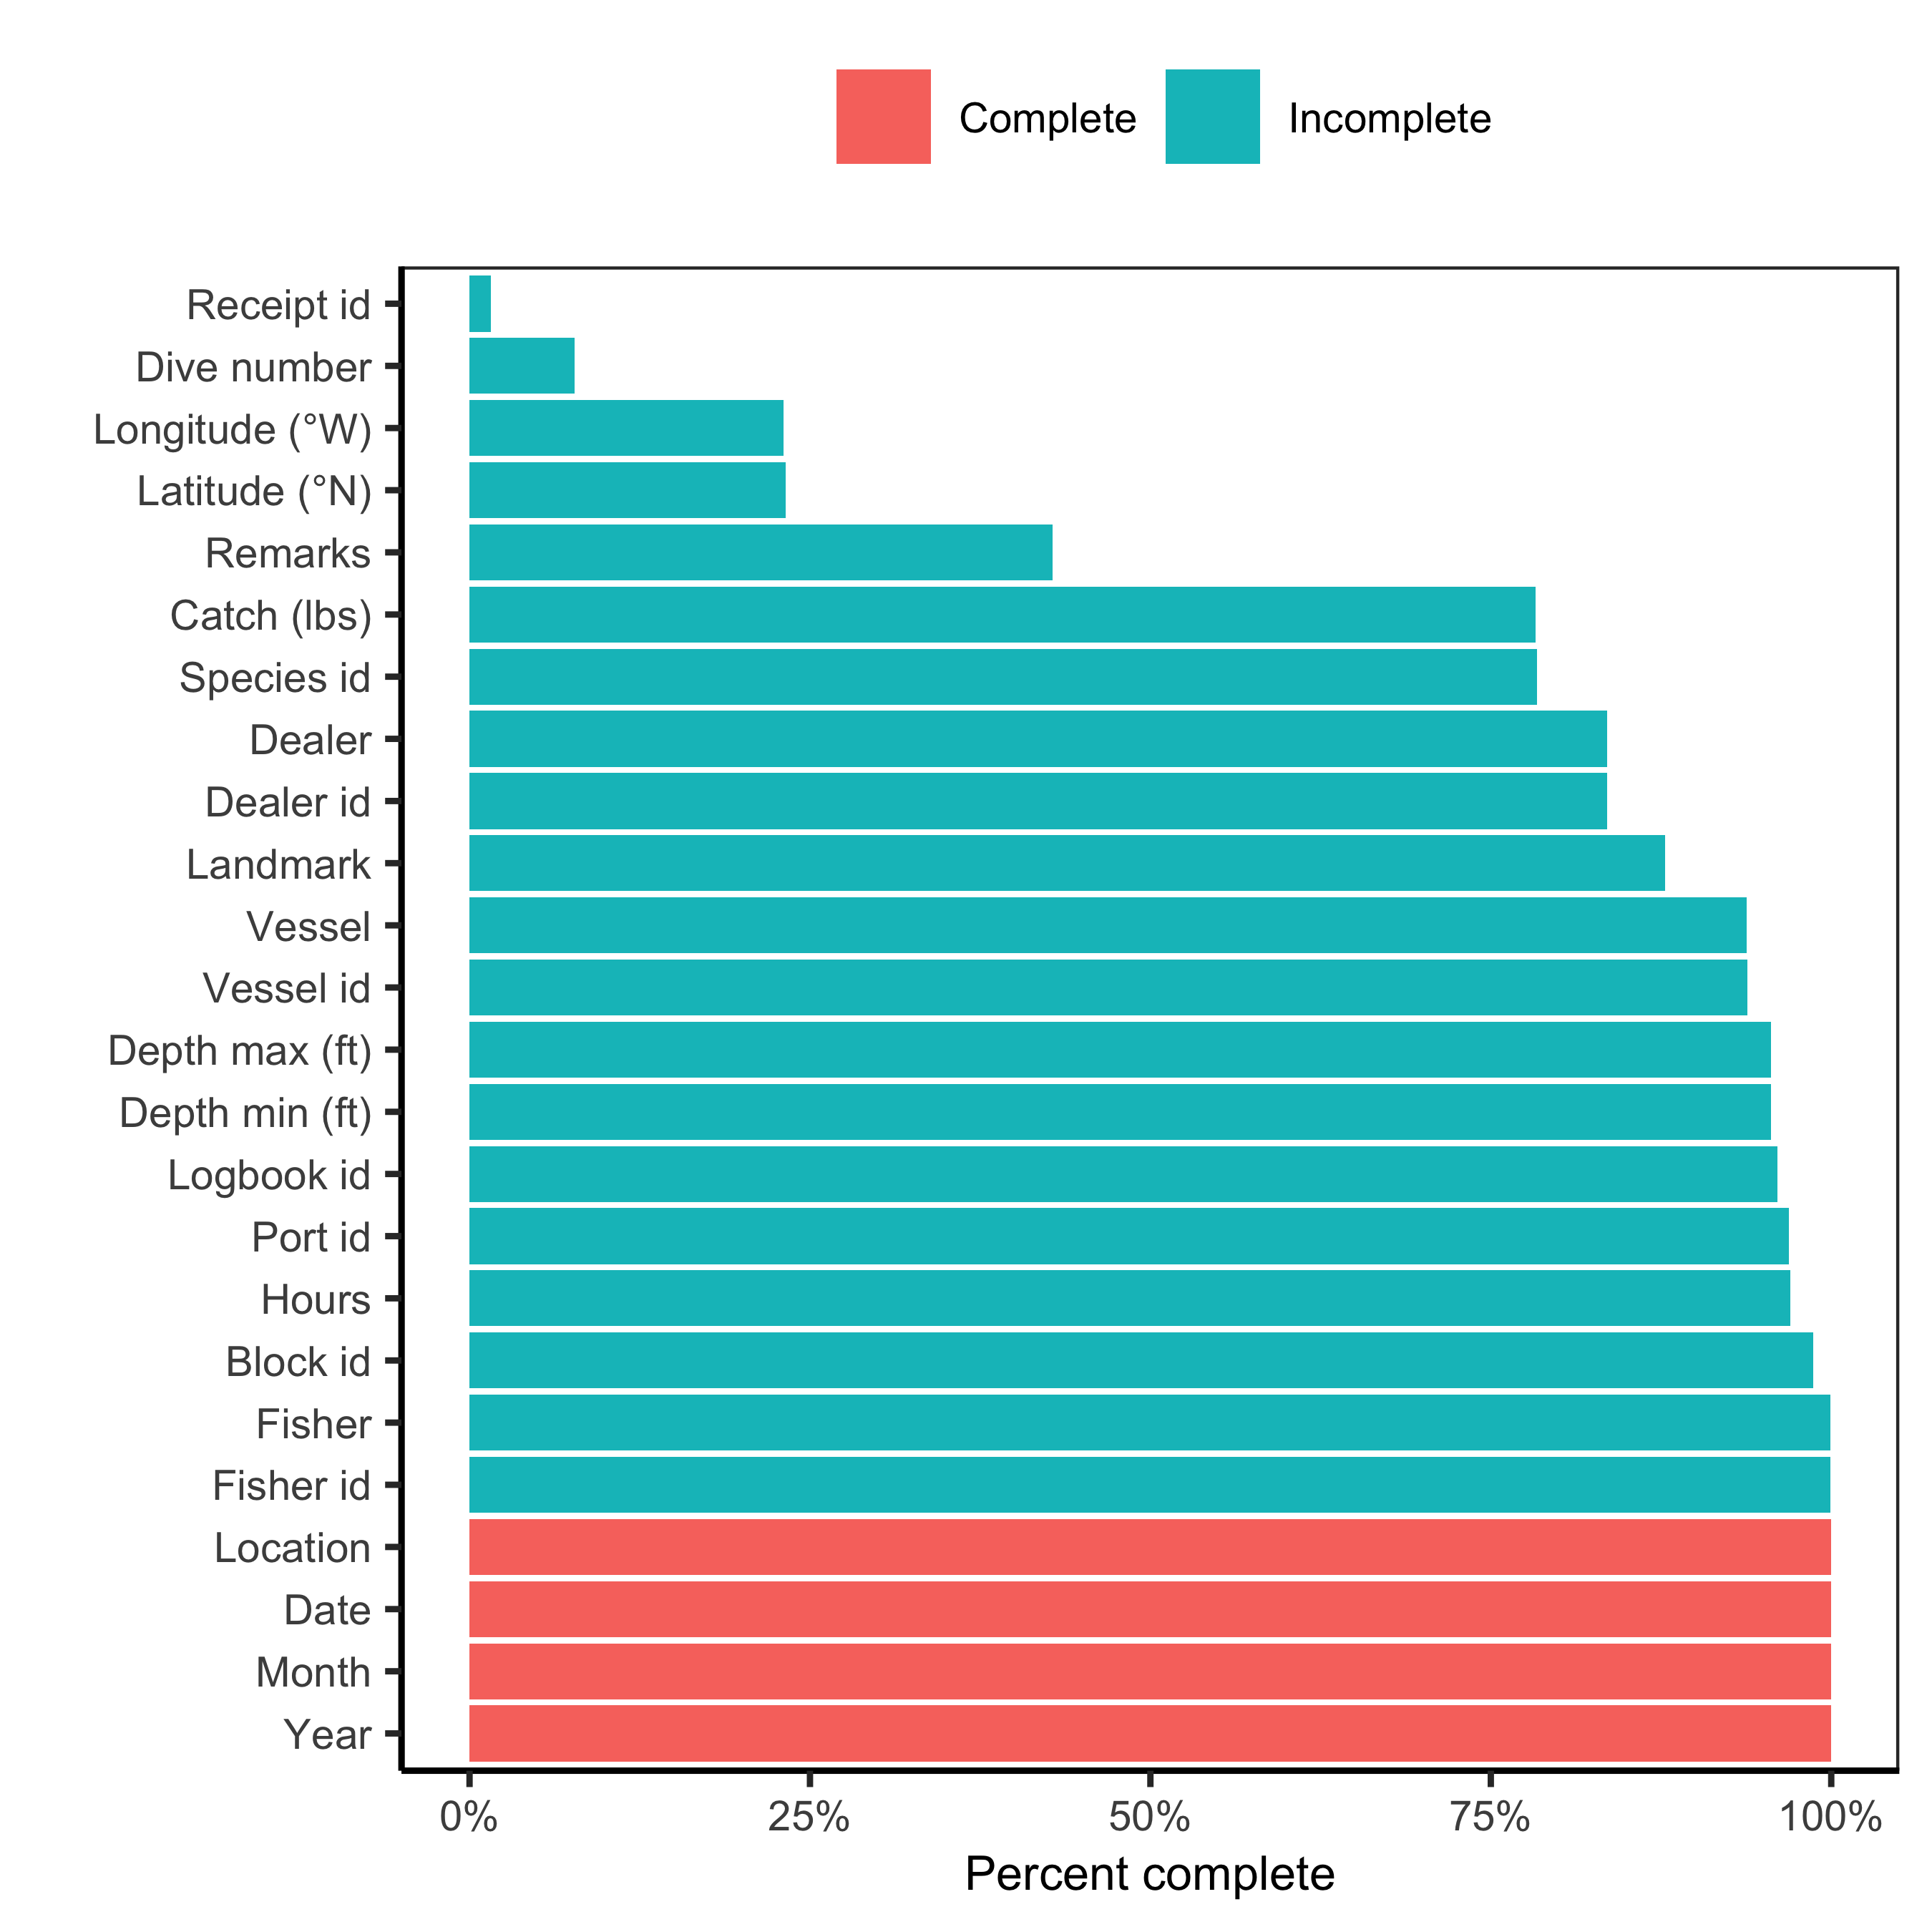 Complete Incomplete
Receipt id
Dive number
Longitude (°W)
Latitude (°N)
Remarks
Catch (lbs)
Species id
Dealer
Dealer id
Landmark
Vessel
Vessel id
Depth max (ft)
Depth min (ft)
Logbook id
Port id
Hours
Block id
Fisher
Fisher id
Location
Date
Month
Year
0% 25% 50% 75% 100%
Percent complete